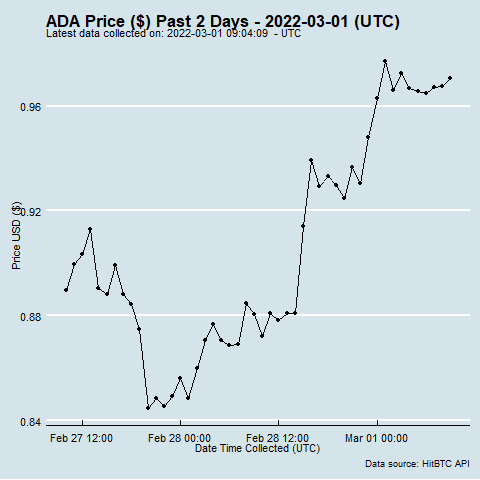 ADA Price ($) Past 2 Days - 2022-03-01 (UTC)
Latest data collected on: 2022-03-01 09:04:09 - UTC
Price USD ($)
0.96
0.92
0.88
0.84
Feb 27 12:00 Feb 28 00:00 Feb 28 12:00 Mar 01 00:00
Date Time Collected (UTC)
Data source: HitBTC API